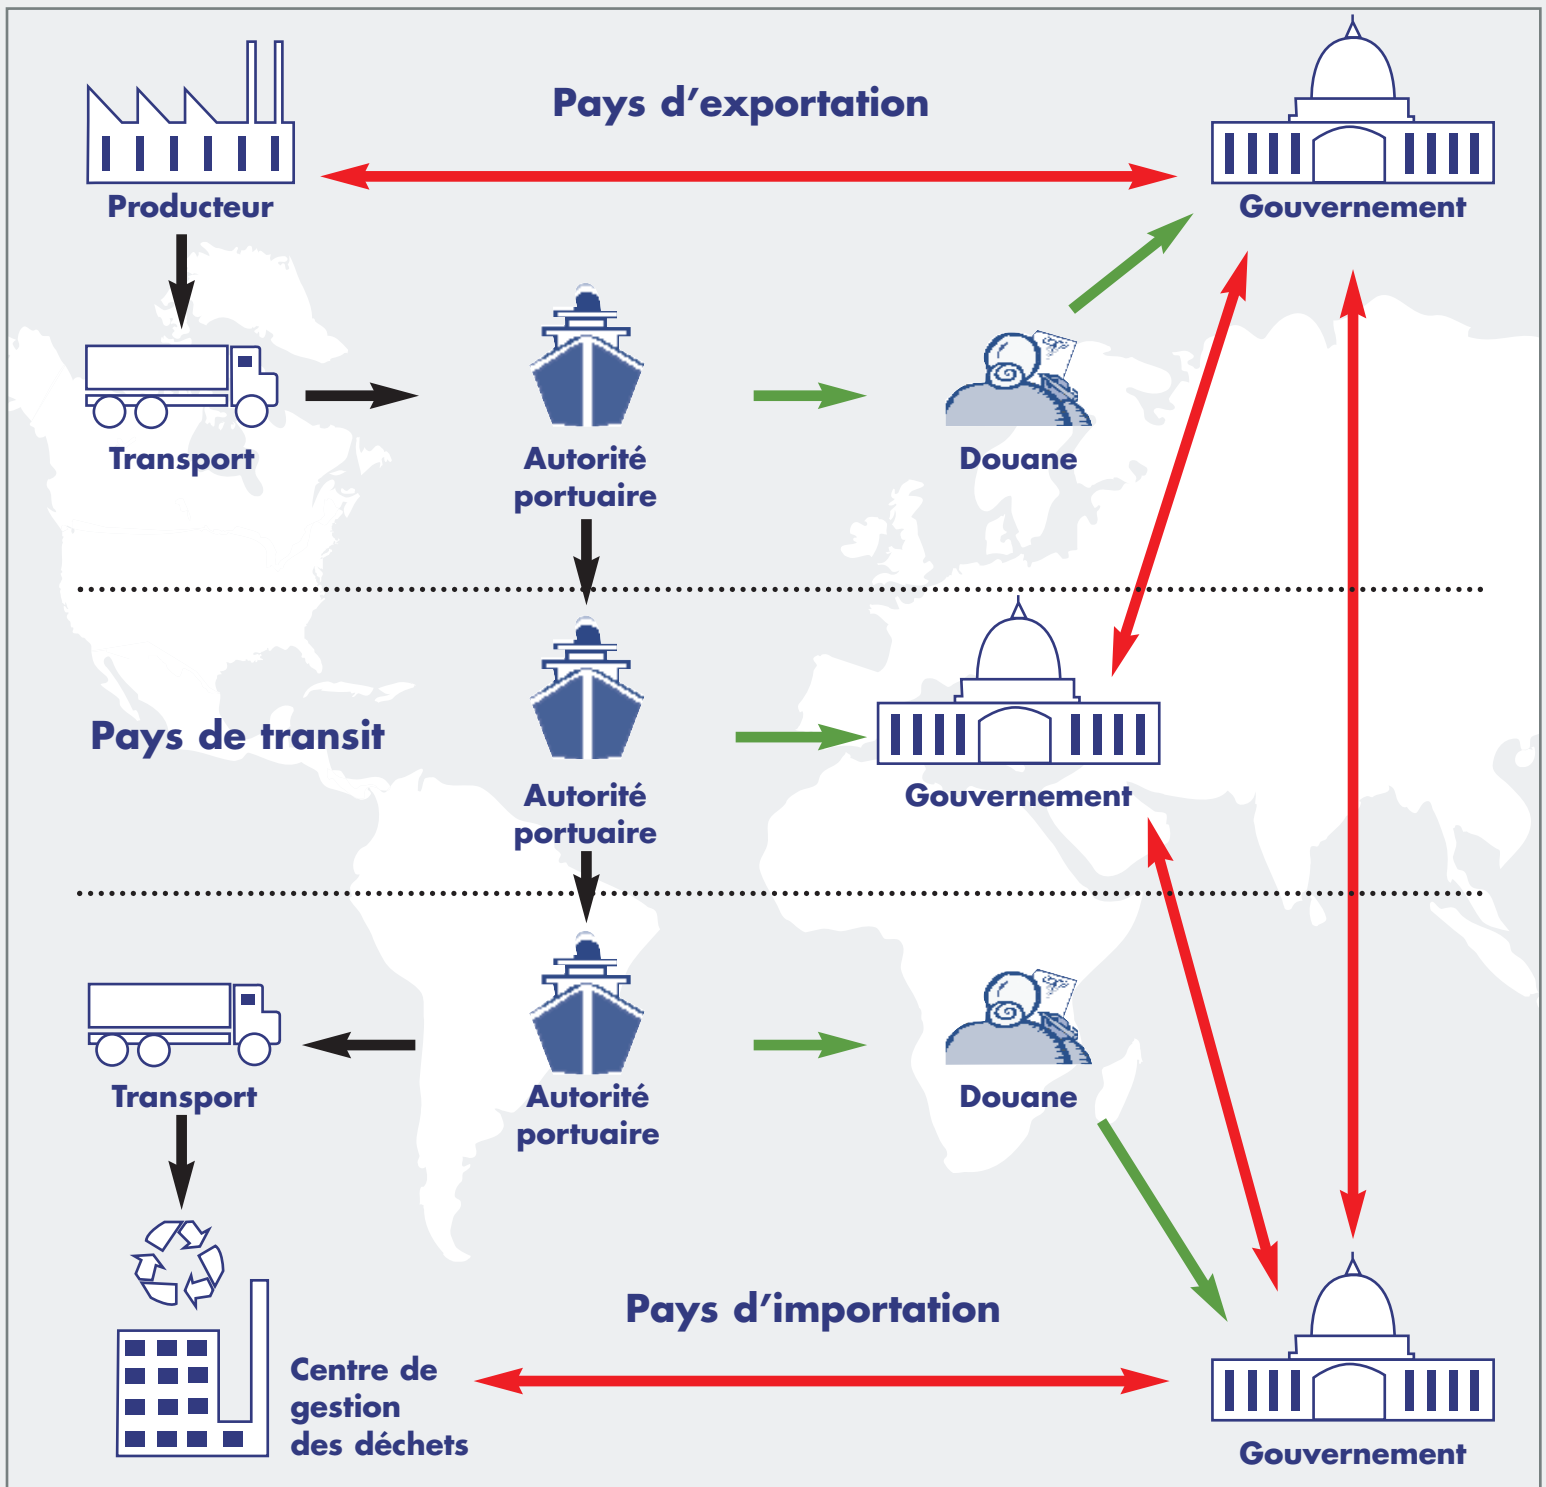 Pays d’exportation
Producteur
Gouvernement
Transport
Autorité
portuaire
Douane
Pays de transit
Autorité
portuaire
Gouvernement
Transport
Autorité
portuaire
Douane
Pays d’importation
Centre de
gestion
des déchets
Gouvernement